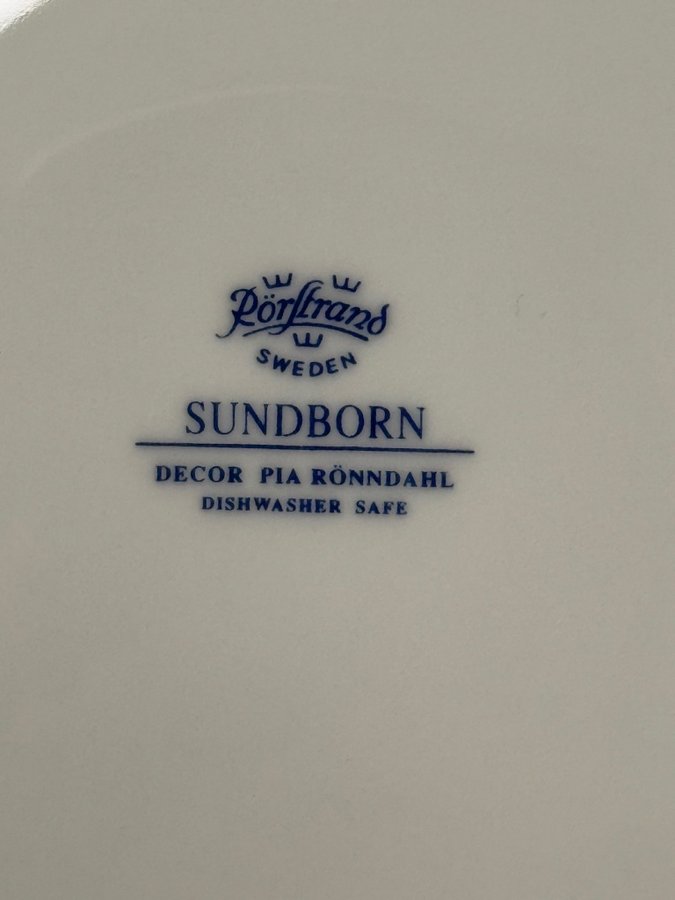 Rörstrand
SWEDEN
SUNDBORN
DECOR PIA RÖNNDAHL
DISHWASHER SAFE